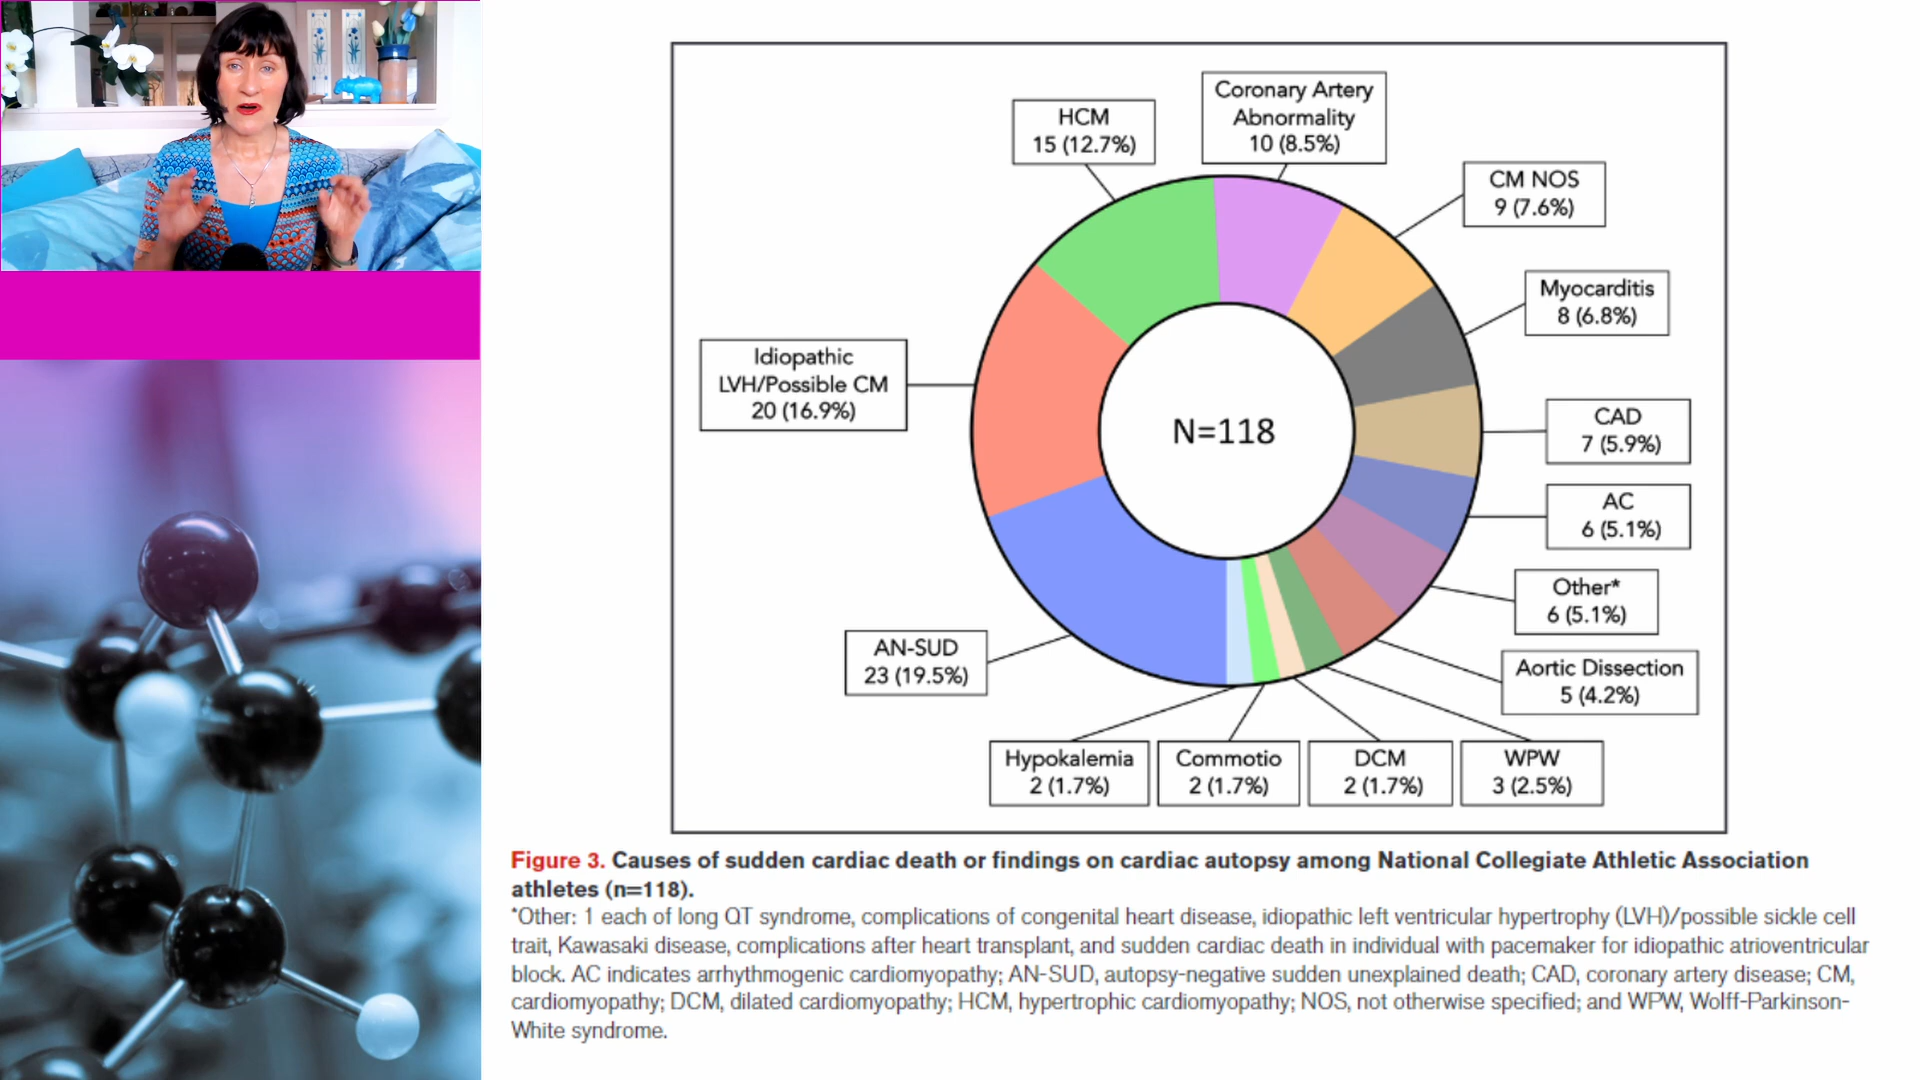 HCM
15 (12.7%)
Coronary Artery
Abnormality
10 (8.5%)
CM NOS
9 (7.6%)
Myocarditis
8 (6.8%)
Idiopathic
LVH/Possible CM
20 (16.9%)
N=118
CAD
7 (5.9%)
AC
6 (5.1%)
Other*
6 (5.1%)
AN-SUD
23 (19.5%)
Aortic Dissection
5 (4.2%)
Hypokalemia
2 (1.7%)
Commotio
2 (1.7%)
DCM
2 (1.7%)
WPW
3 (2.5%)
Figure 3. Causes of sudden cardiac death or findings on cardiac autopsy among National Collegiate Athletic Association
athletes (n=118).
*Other: 1 each of long QT syndrome, complications of congenital heart disease, idiopathic left ventricular hypertrophy (LVH)/possible sickle cell
trait, Kawasaki disease, complications after heart transplant, and sudden cardiac death in individual with pacemaker for idiopathic atrioventricular
block. AC indicates arrhythmogenic cardiomyopathy; AN-SUD, autopsy-negative sudden unexplained death; CAD, coronary artery disease; CM,
cardiomyopathy; DCM, dilated cardiomyopathy; HCM, hypertrophic cardiomyopathy; NOS, not otherwise specified; and WPW, Wolff-Parkinson-
White syndrome.